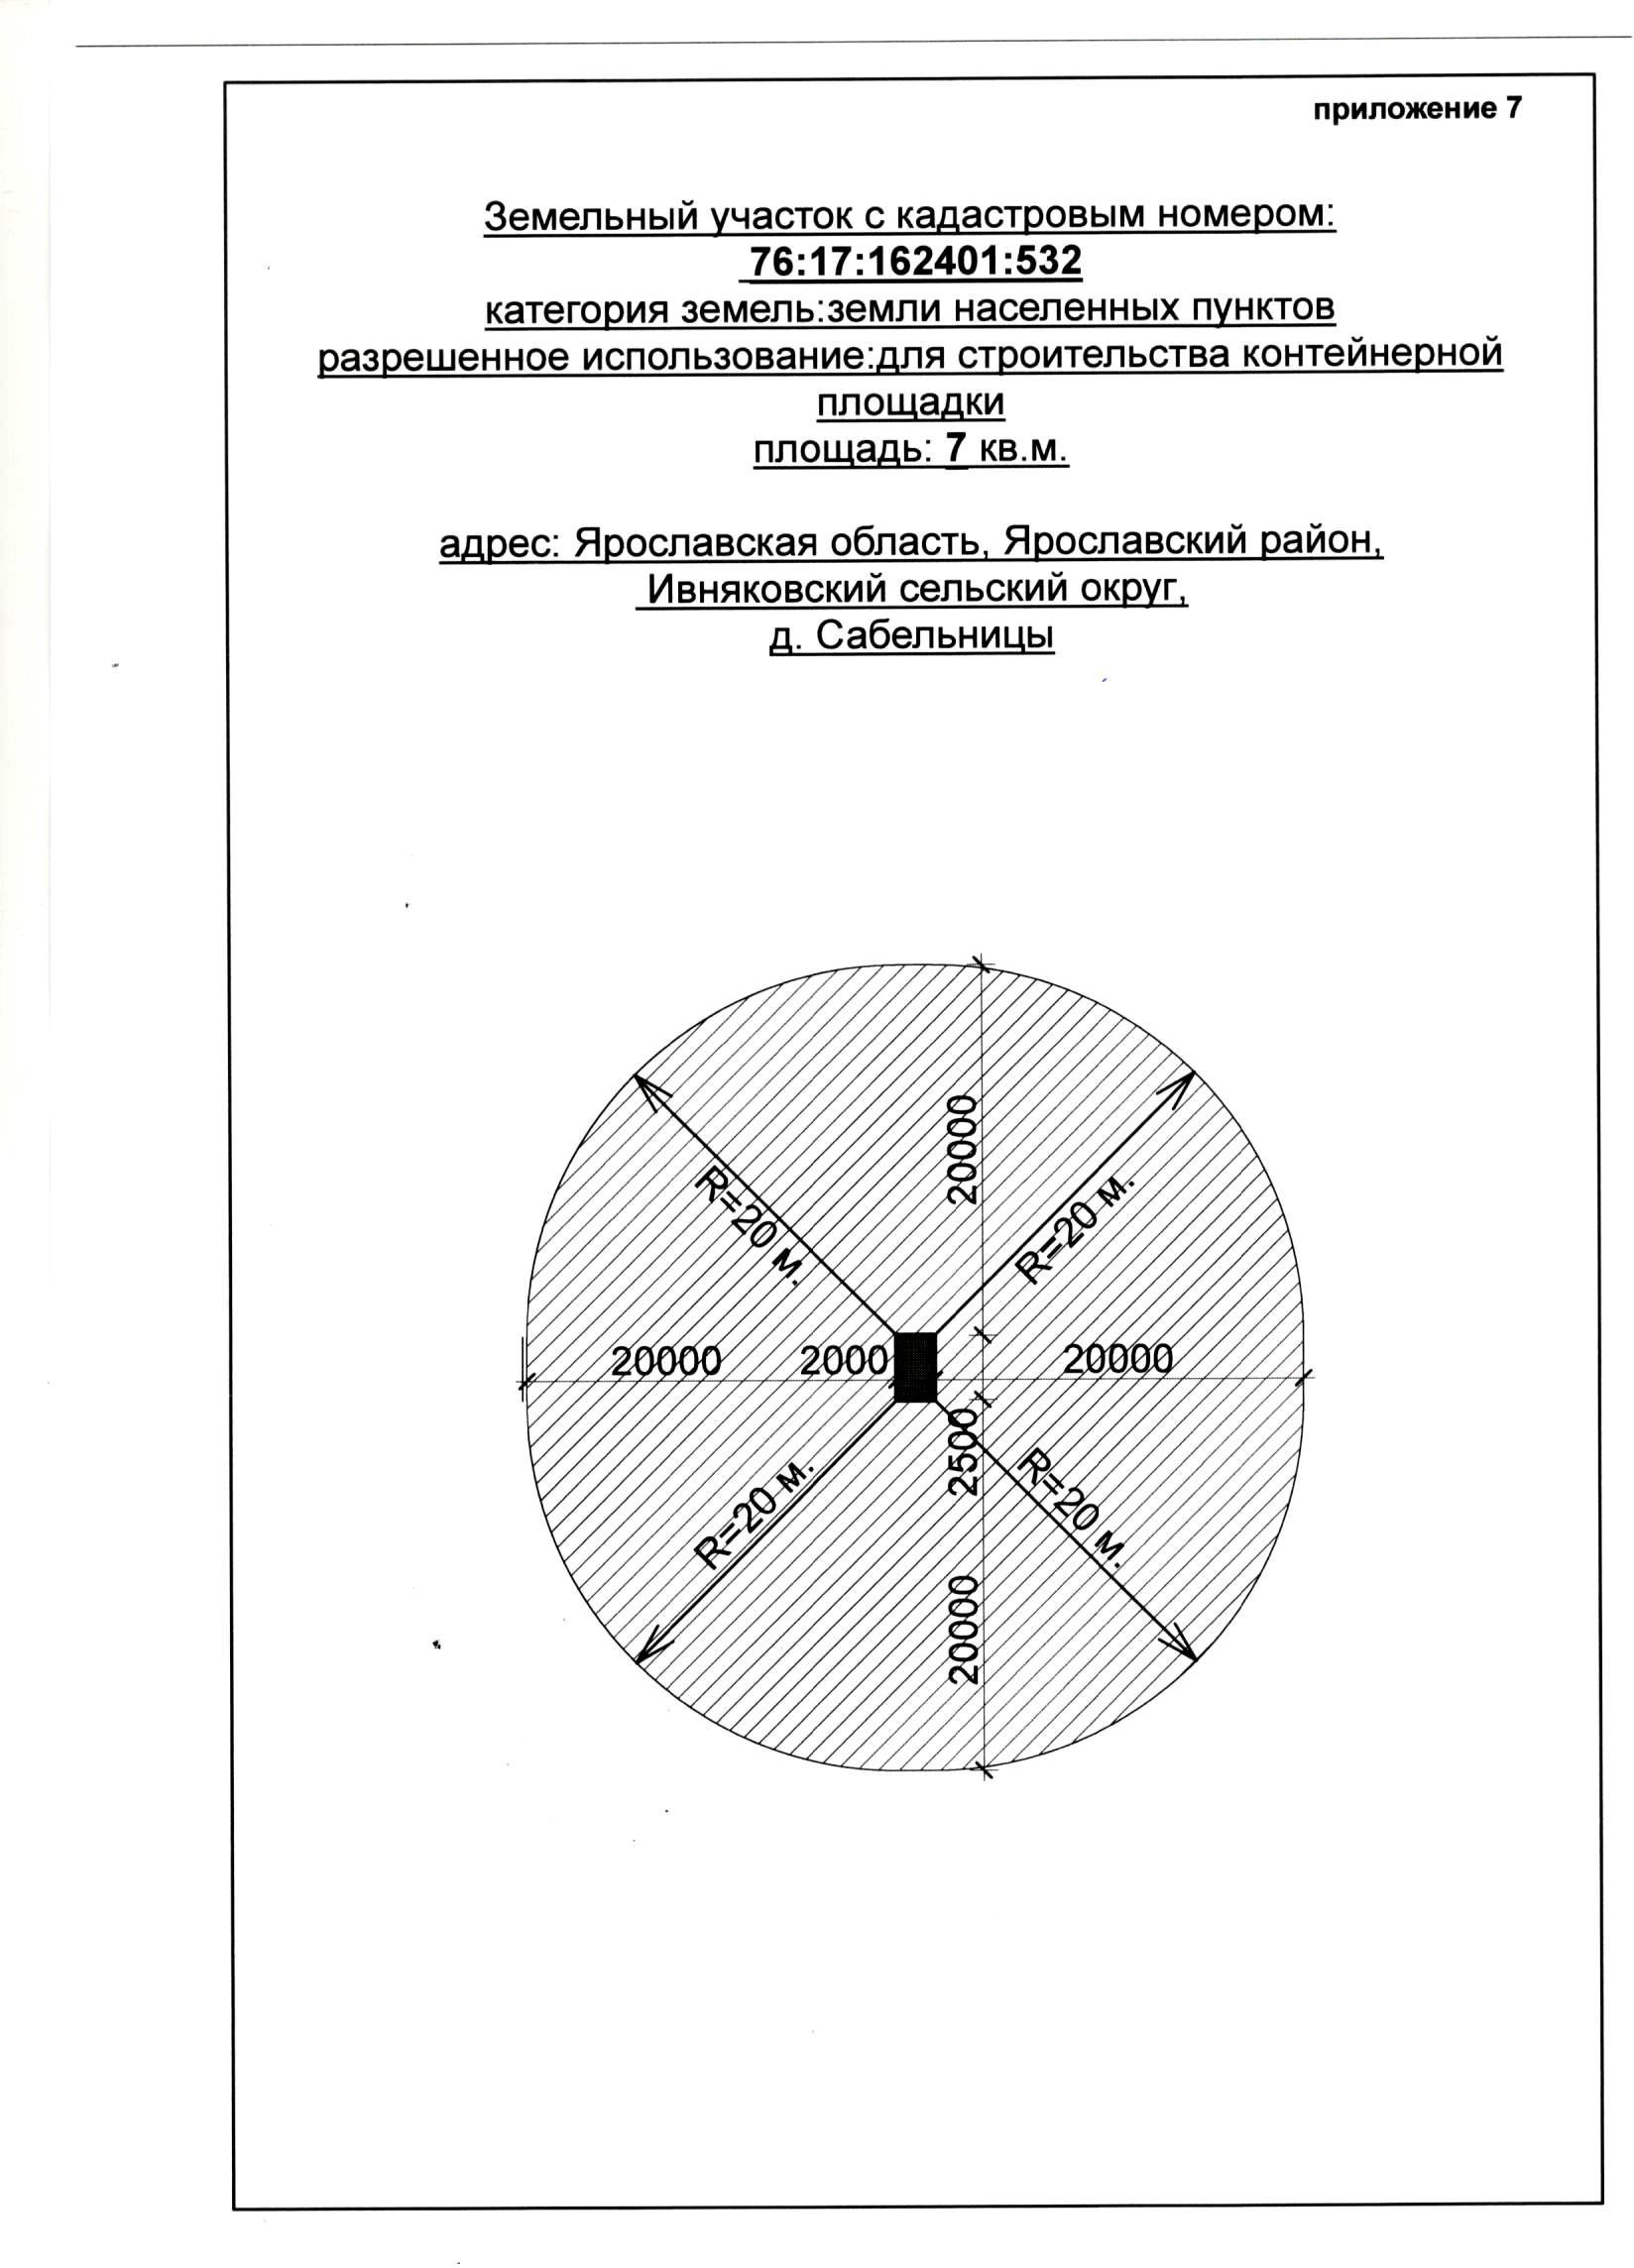 приложение 7
Земельный участок с кадастровым номером:
76:17:162401:532
категория земель:земли населенных пунктов
разрешенное использование:для строительства контейнерной
площадки
площадь: 7 кв.м.
адрес: Ярославская область, Ярославский район,
Ивняковский сельский округ,
д. Сабельницы
20000
R=20 м.
R=20 м.
20000
2000
20000
2500
R=20 м.
R=20 м.
20000